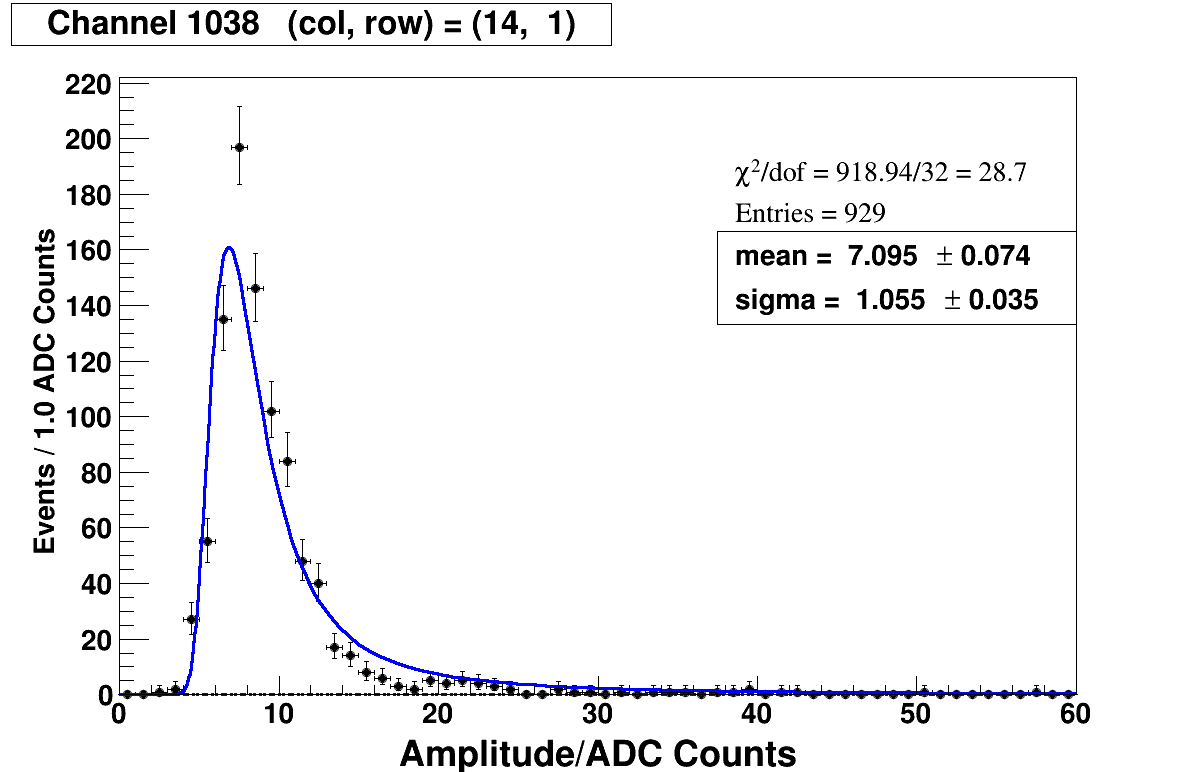 Channel 1038 (col, row) = (14, 1)
220
200
180
160
140
120
100
80
60
40
20
0
Events / 1.0 ADC Counts
χ²/dof = 918.94/32 = 28.7
Entries = 929
mean = 7.095 ± 0.074
sigma = 1.055 ± 0.035
0 10 20 30 40 50 60
Amplitude/ADC Counts